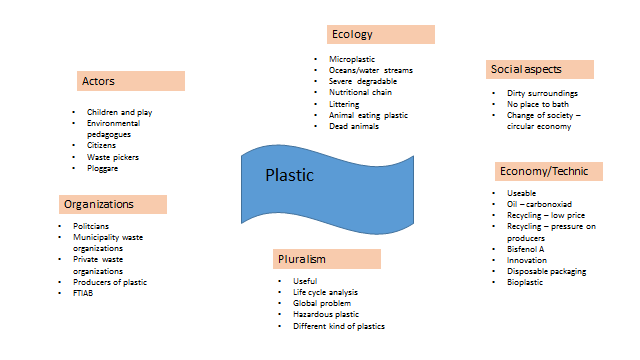 Ecology
• Microplastic
• Oceans/water streams
• Severe degradable
• Nutritional chain
• Littering
• Animal eating plastic
• Dead animals
Social aspects
• Dirty surroundings
• No place to bath
• Change of society –
circular economy
Actors
• Children and play
• Environmental
pedagogues
• Citizens
• Waste pickers
• Ploggare
Plastic
Economy/Technic
• Useable
• Oil – carbonoxiad
• Recycling – low price
• Recycling – pressure on
producers
• Bisfenol A
• Innovation
• Disposable packaging
• Bioplastic
Organizations
• Politcians
• Municipality waste
organizations
• Private waste
organizations
• Producers of plastic
• FTIAB
Pluralism
• Useful
• Life cycle analysis
• Global problem
• Hazardous plastic
• Different kind of plastics